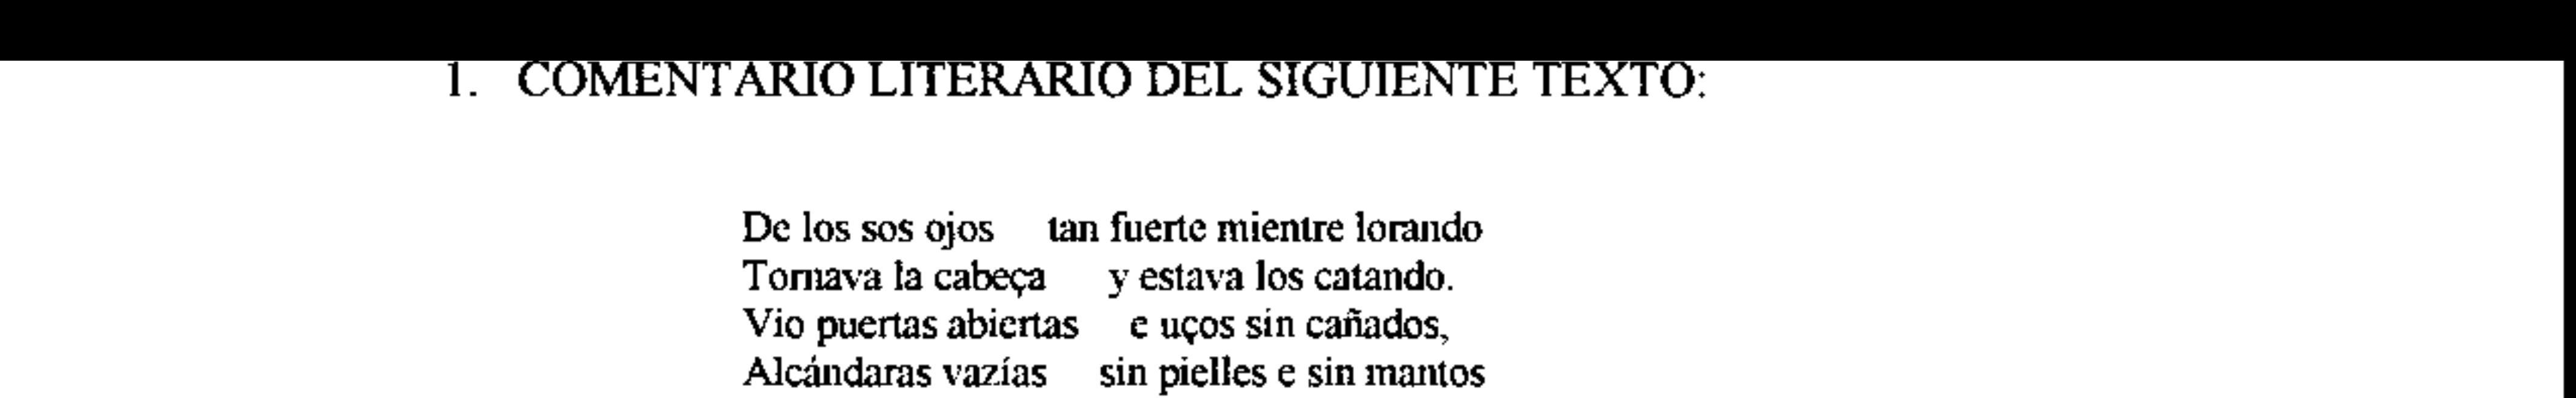 1. COMENTARIO LITERARIO DEL SIGUIENTE TEXTO:
De los sos ojos tan fuerte mientre lorando
Tornava la cabeça y estava los catando.
Vio puertas abiertas e uços sin cañados,
Alcándaras vazías sin pielles e sin mantos